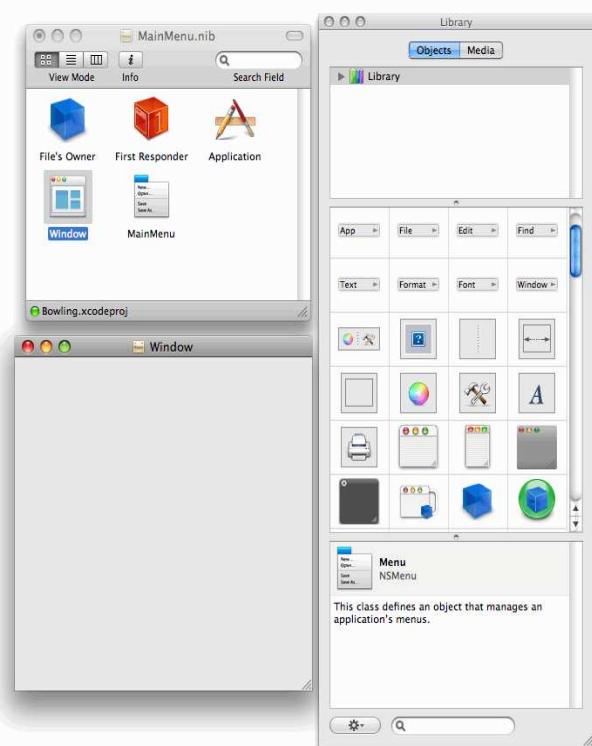 MainMenu.nib
View Mode
Info
Search Field
File's Owner
First Responder
Application
Window
MainMenu
Bowling.xcodeproj
Window
Library
Objects
Media
Library
App
File
Edit
Find
Text
Format
Font
Window
Menu
NSMenu
This class defines an object that manages an
application's menus.